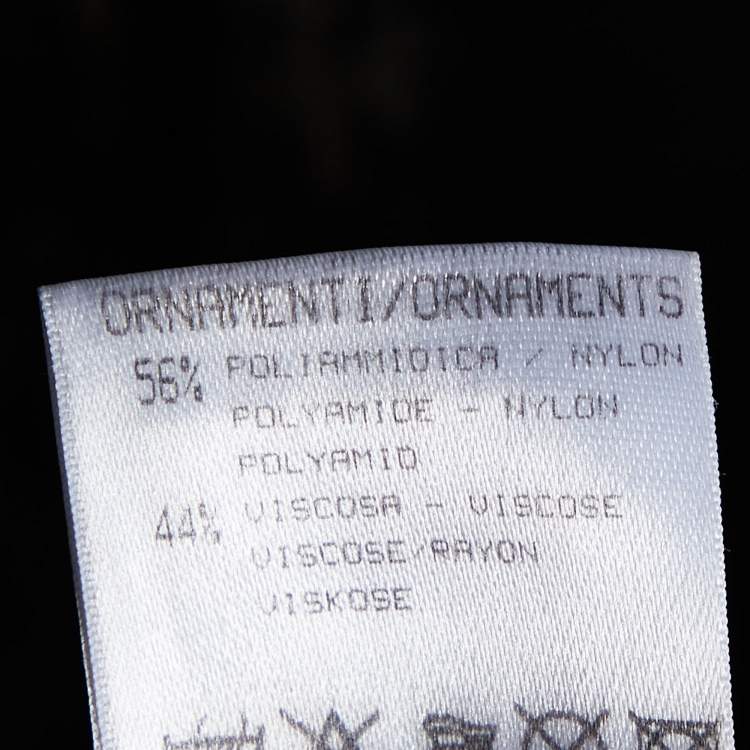 ORNAMENTI/ORNAMENTS
56% POLIAMMIDICA / NYLON
POLYAMIDE - NYLON
POLYAMID
44% VISCOSA - VISCOSE
VISCOSE/RAYON
VISKOSE